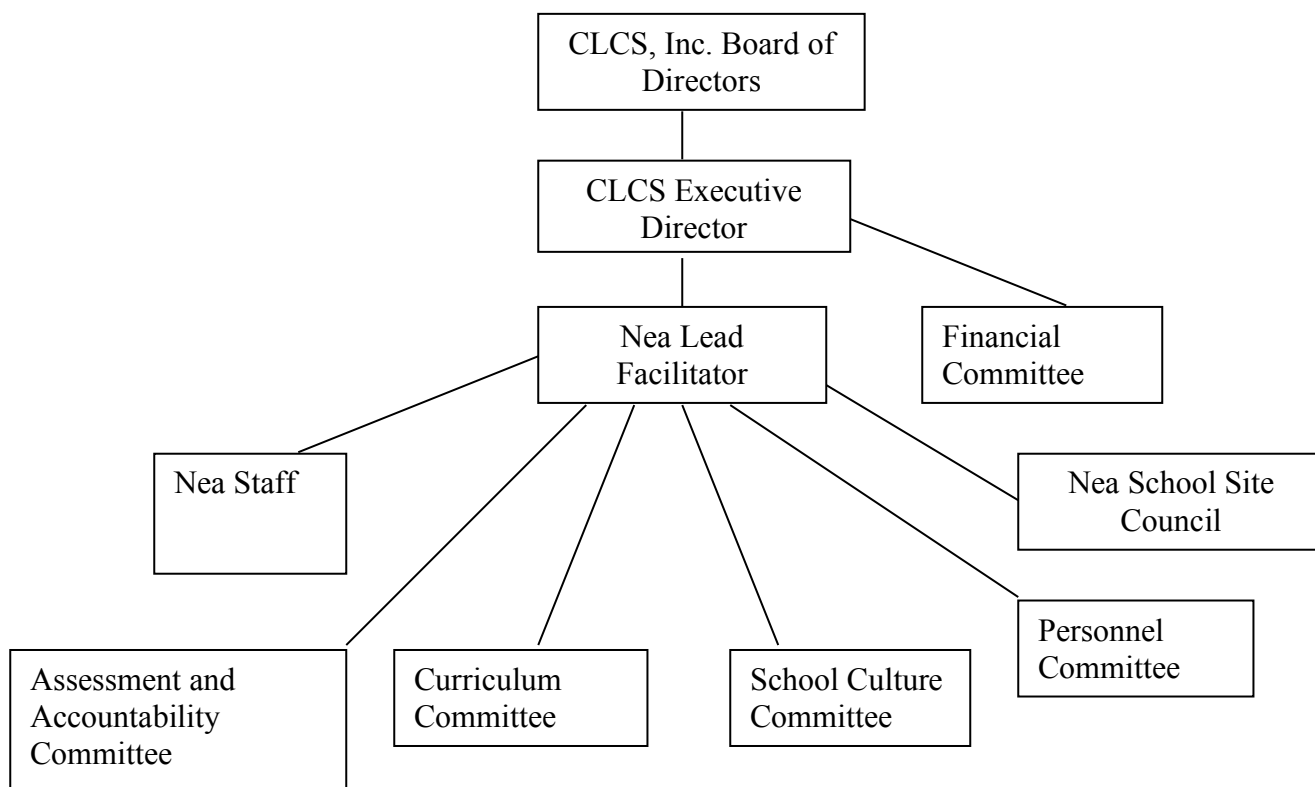 CLCS, Inc. Board of
Directors
CLCS Executive
Director
Nea Lead
Facilitator
Financial
Committee
Nea Staff
Nea School Site
Council
Personnel
Committee
Assessment and
Accountability
Committee
Curriculum
Committee
School Culture
Committee